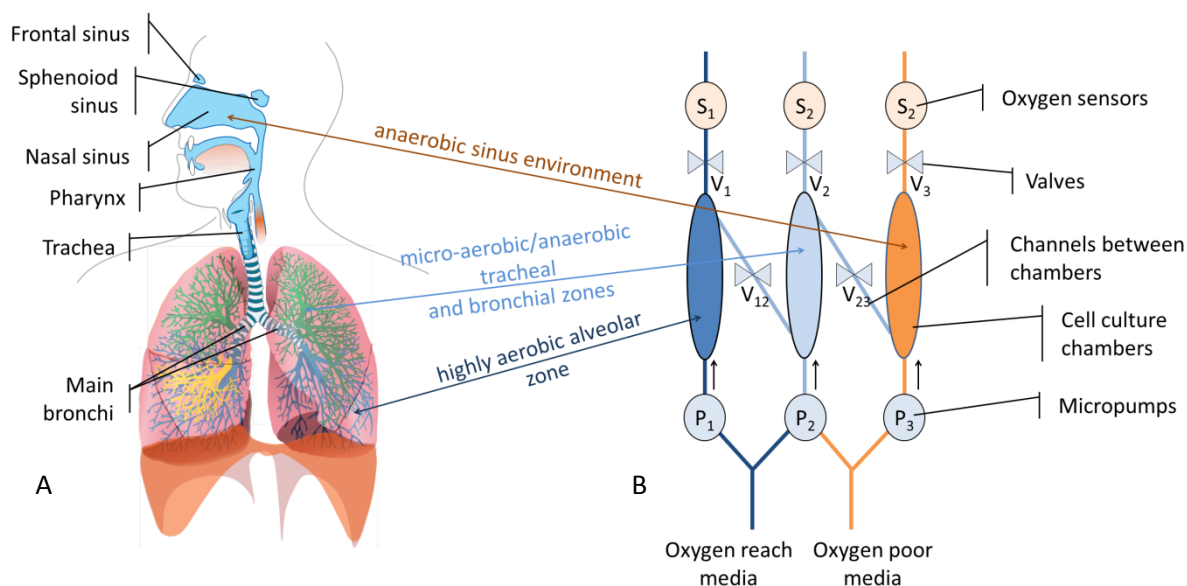 Frontal sinus
Sphenoiod
sinus
Nasal sinus
Pharynx
Trachea
Main
bronchi
A
anaerobic sinus environment
micro-aerobic/anaerobic
tracheal
and bronchial zones
highly aerobic alveolar
zone
S1
S2
S2
Oxygen sensors
V1
V2
V3
Valves
V12
V23
Channels between
chambers
Cell culture
chambers
P1
P2
P3
Micropumps
B
Oxygen reach
media
Oxygen poor
media